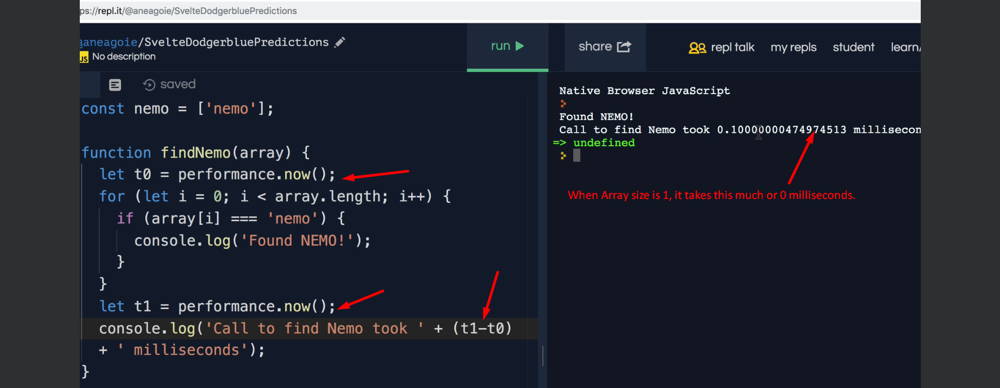 ps://repl.it/@aneagoie/SvelteDodgerbluePredictions
@aneagoie/SvelteDodgerbluePredictions
run
share
repl talk
my repls
student
learn/
JS
No description
saved
const nemo = ['nemo'];
function findNemo(array) {
let t0 = performance.now();
for (let i = 0; i < array.length; i++) {
if (array[i] === 'nemo') {
console.log('Found NEMO!');
}
}
let t1 = performance.now();
console.log('Call to find Nemo took ' + (t1-t0)
+ ' milliseconds');
}
Native Browser JavaScript
Found NEMO!
Call to find Nemo took 0.10000000474974513 millisecon
=> undefined
When Array size is 1, it takes this much or 0 milliseconds.